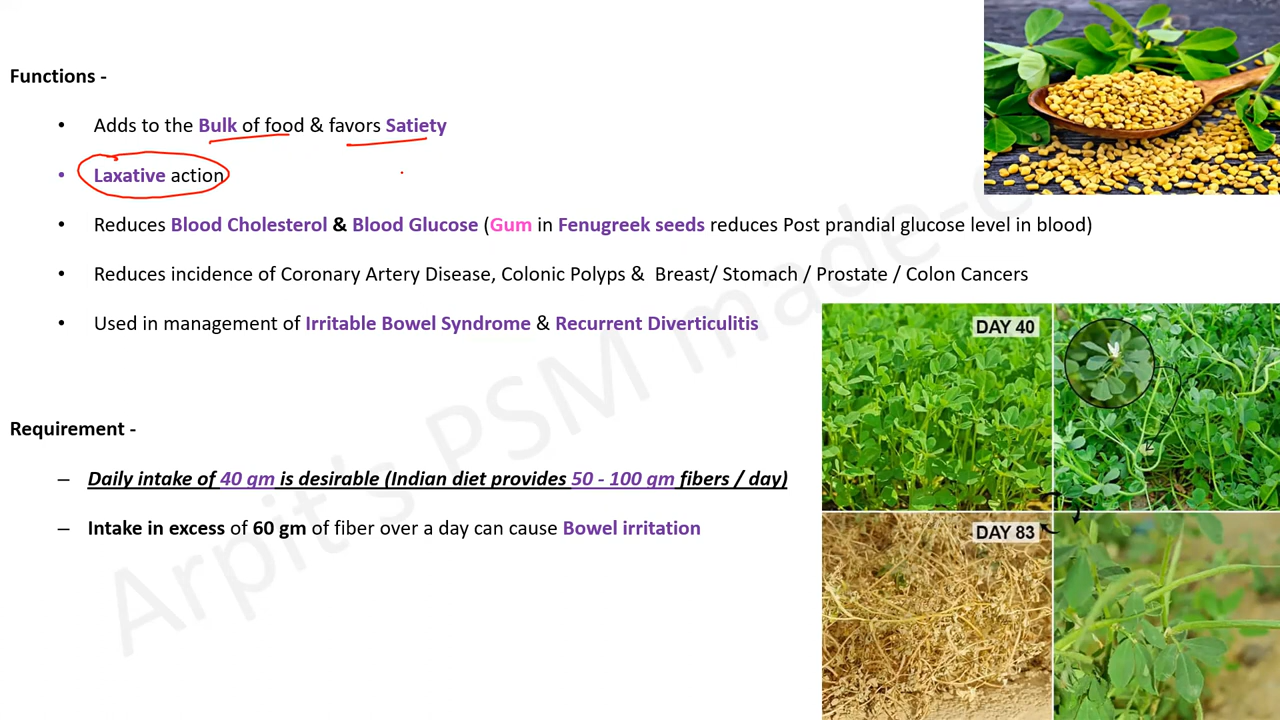 Functions -
• Adds to the Bulk of food & favors Satiety
• Laxative action
• Reduces Blood Cholesterol & Blood Glucose (Gum in Fenugreek seeds reduces Post prandial glucose level in blood)
• Reduces incidence of Coronary Artery Disease, Colonic Polyps & Breast/ Stomach / Prostate / Colon Cancers
• Used in management of Irritable Bowel Syndrome & Recurrent Diverticulitis
DAY 40
Requirement -
– Daily intake of 40 gm is desirable (Indian diet provides 50 - 100 gm fibers / day)
– Intake in excess of 60 gm of fiber over a day can cause Bowel irritation
DAY 83
Arpit's PSM made-e